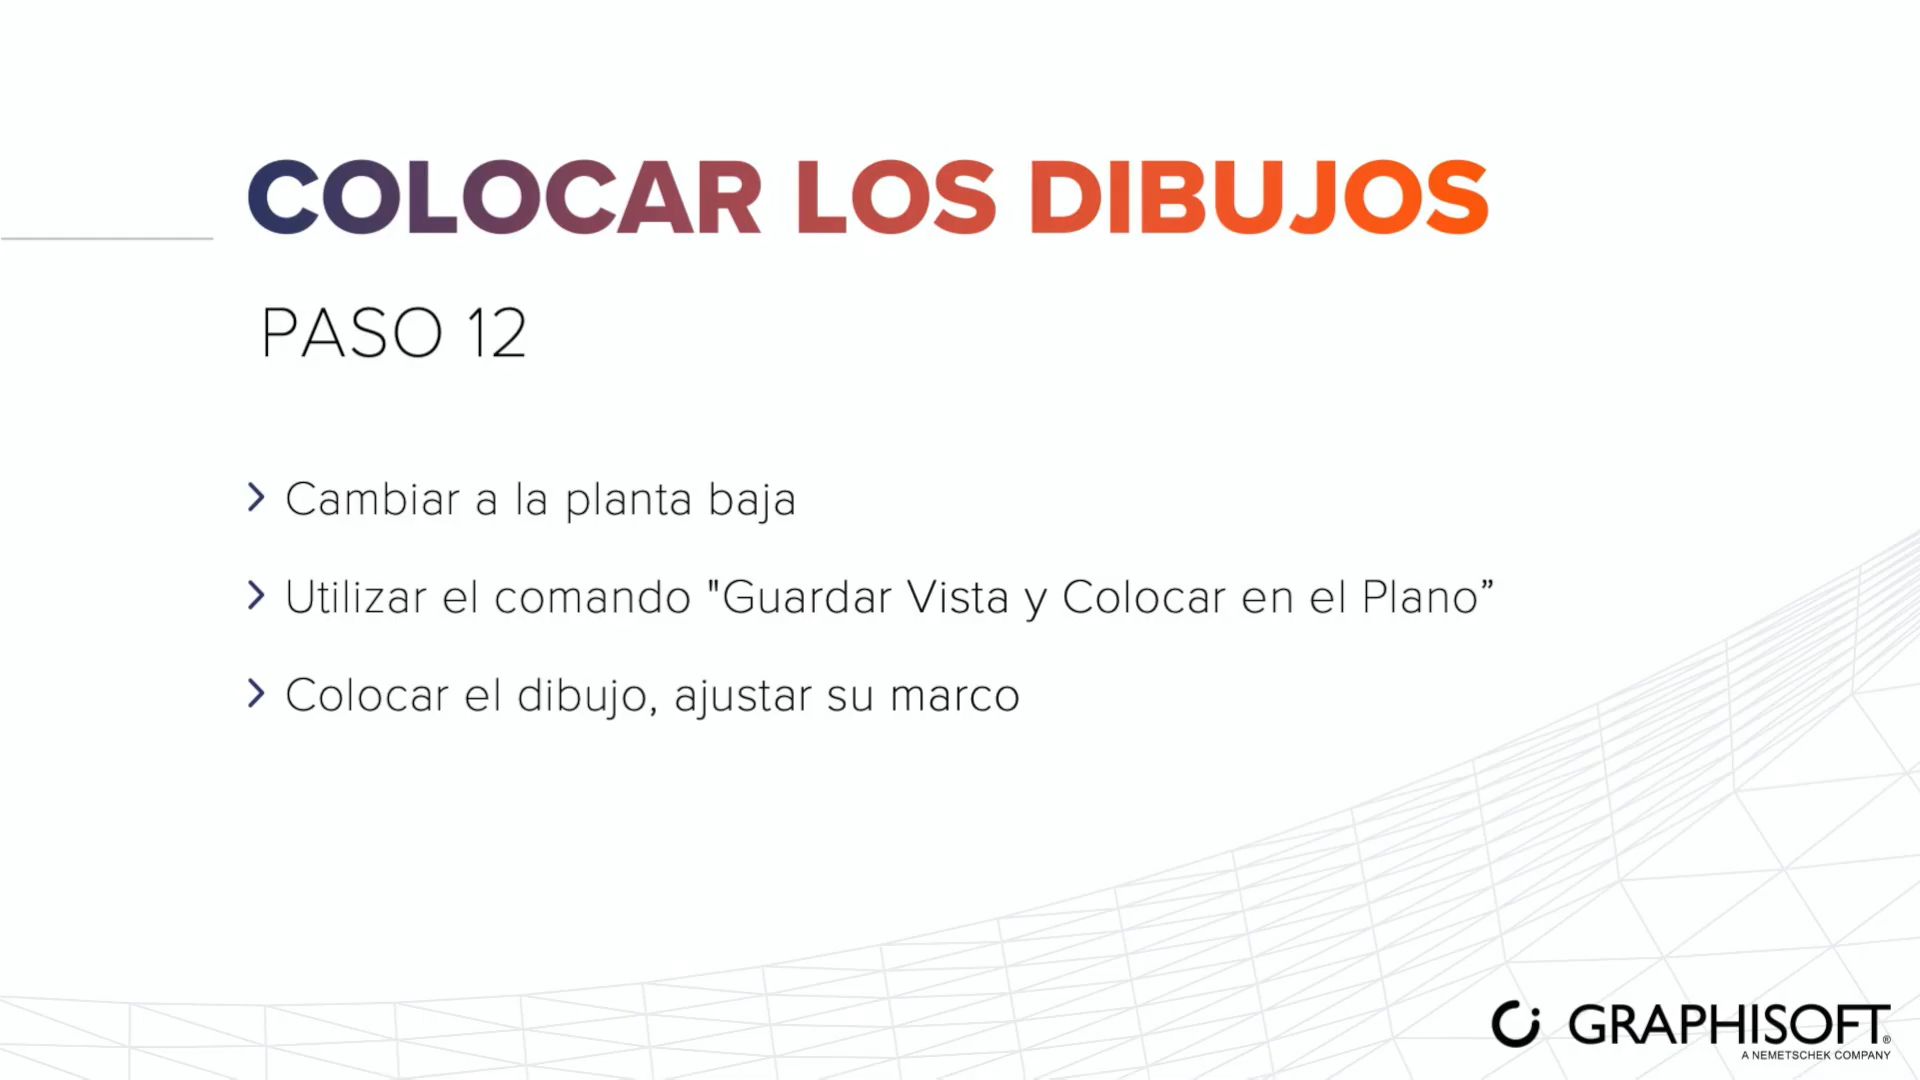 COLOCAR LOS DIBUJOS
PASO 12
Cambiar a la planta baja
Utilizar el comando "Guardar Vista y Colocar en el Plano”
Colocar el dibujo, ajustar su marco
GRAPHISOFT®
A NEMETSCHEK COMPANY